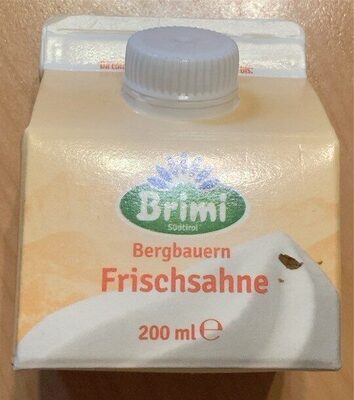 Brimi
Südtirol
Bergbauern
Frischsahne
200 ml ℮